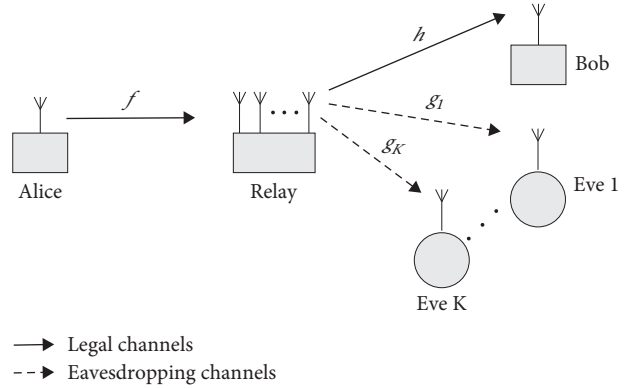 h
Bob
f
g1
gK
Alice
Relay
Eve 1
Eve K
Legal channels
Eavesdropping channels